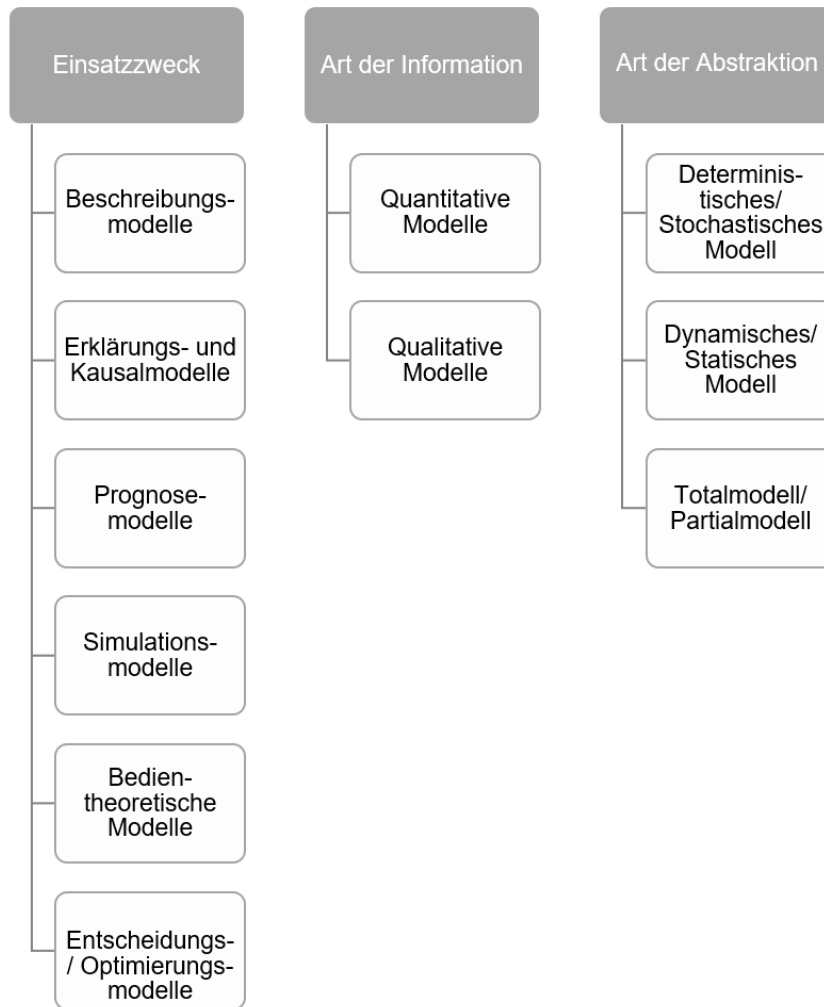 Einsatzzweck
Beschreibungs-
modelle
Erklärungs- und
Kausalmodelle
Prognose-
modelle
Simulations-
modelle
Bedien-
theoretische
Modelle
Entscheidungs-
/ Optimierungs-
modelle
Art der Information
Quantitative
Modelle
Qualitative
Modelle
Art der Abstraktion
Determinis-
tisches/
Stochastisches
Modell
Dynamisches/
Statisches
Modell
Totalmodell/
Partialmodell